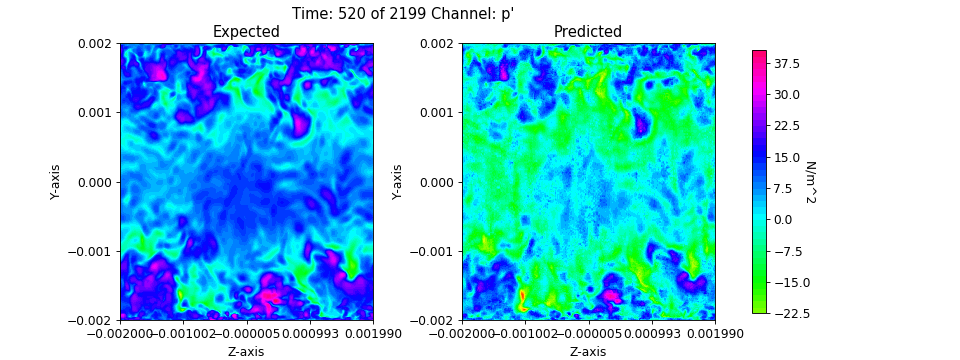 Time: 520 of 2199 Channel: p'
Expected
Predicted
0.002
0.001
0.000
−0.001
−0.002
Y-axis
−0.002000 −0.001002 −0.000005 0.000993 0.001990
Z-axis
0.002
0.001
0.000
−0.001
−0.002
Y-axis
−0.002000 −0.001002 −0.000005 0.000993 0.001990
Z-axis
37.5
30.0
22.5
15.0
7.5
0.0
−7.5
−15.0
−22.5
N/m^2